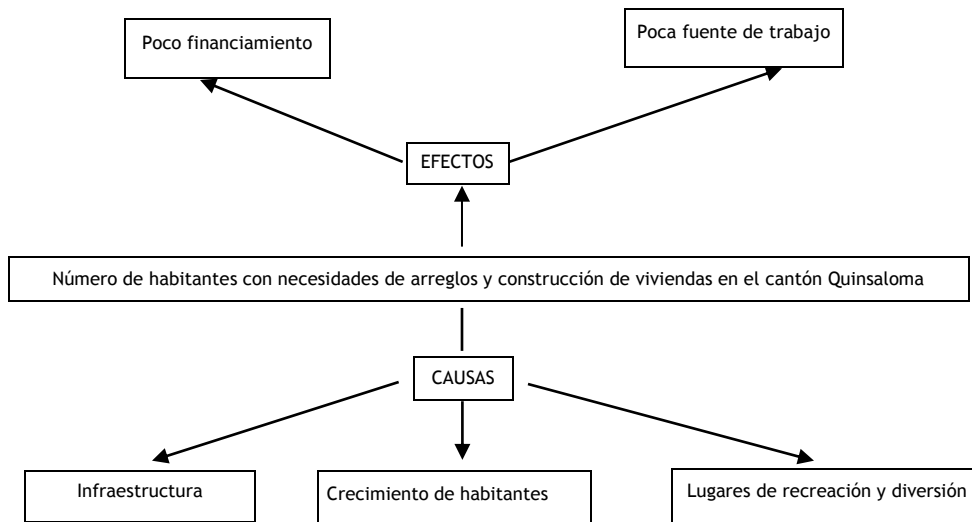 Poco financiamiento
Poca fuente de trabajo
EFECTOS
Número de habitantes con necesidades de arreglos y construcción de viviendas en el cantón Quinsaloma
CAUSAS
Infraestructura
Crecimiento de habitantes
Lugares de recreación y diversión